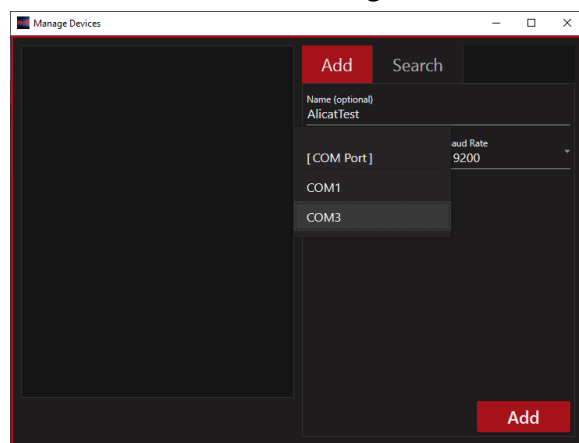 Manage Devices
Add Search
Name (optional)
AlicatTest
aud Rate
[COM Port] 9200
COM1
COM3
Add